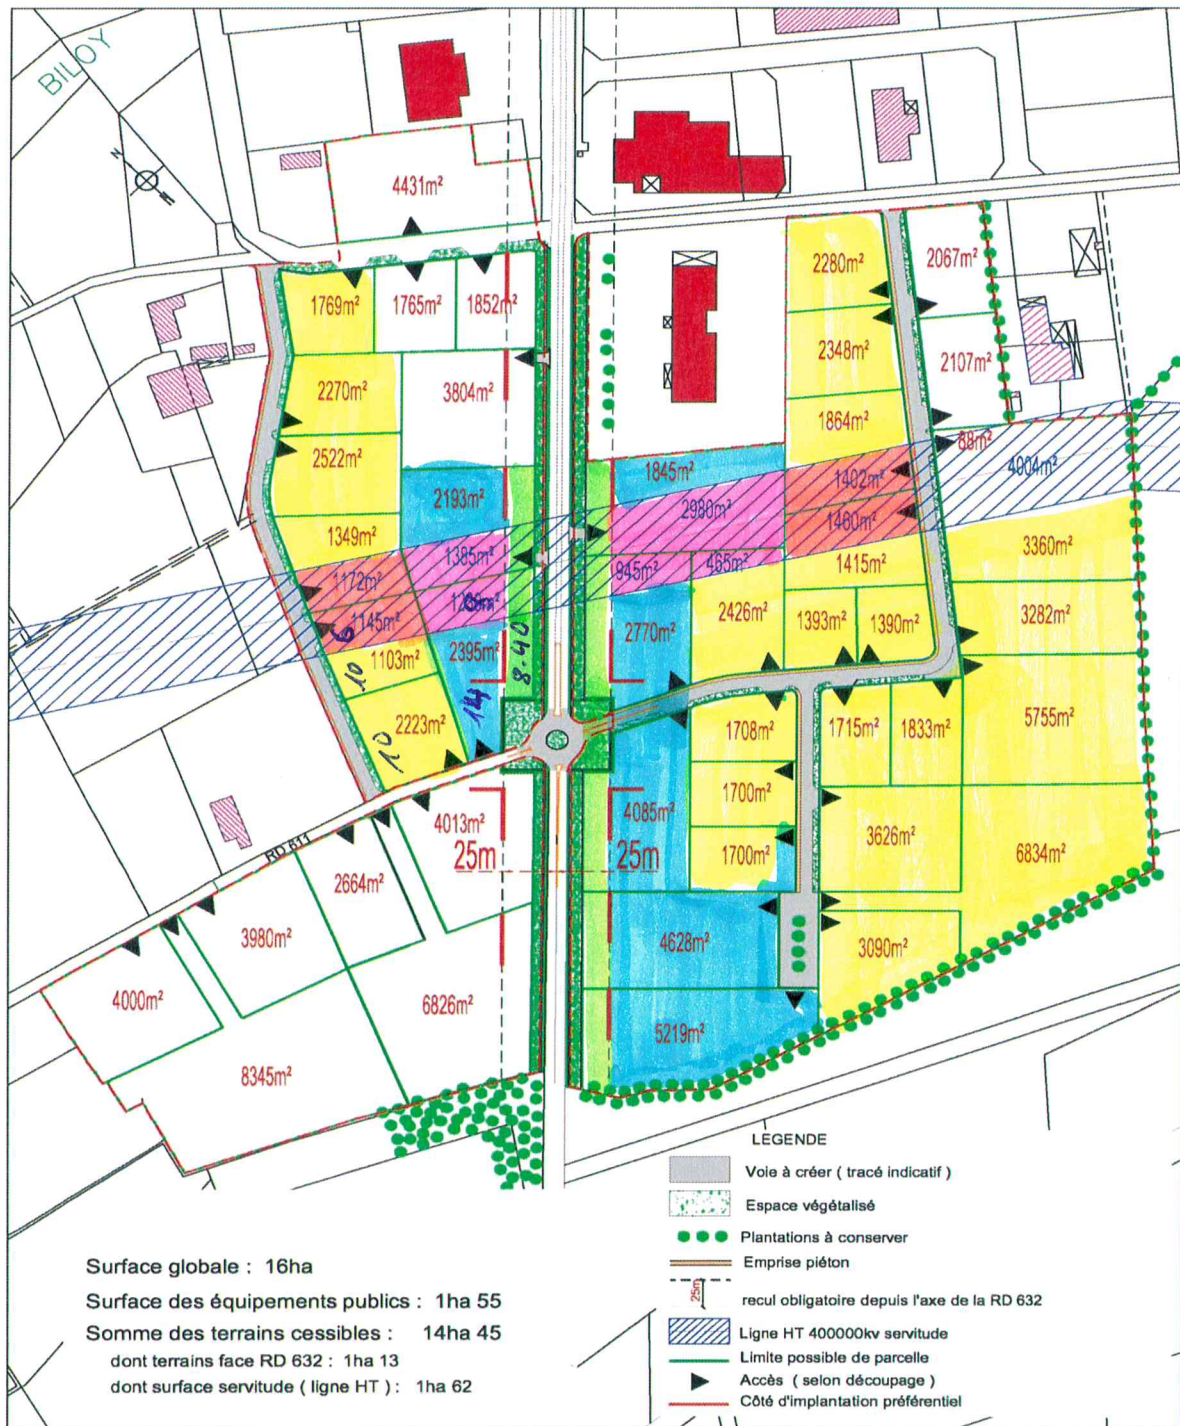 BILOY
N
4431m²
2280m²
2067m²
1769m²
1765m²
1852m²
2348m²
2107m²
2270m²
3804m²
1864m²
88m²
4004m²
2522m²
2193m²
1845m²
1402m²
2980m²
1460m²
1349m²
1385m²
3360m²
1172m²
945m²
465m²
1415m²
1145m²
2426m²
1393m²
1390m²
3282m²
6
8.40
2770m²
1103m²
2395m²
10
14
5755m²
2223m²
1708m²
1715m²
1833m²
10
1700m²
4013m²
4085m²
3626m²
RD 611
25m
25m
1700m²
6834m²
2664m²
3980m²
4628m²
3090m²
4000m²
6826m²
5219m²
8345m²
LEGENDE
Voie à créer ( tracé indicatif )
Espace végétalisé
Plantations à conserver
Emprise piéton
25m
recul obligatoire depuis l'axe de la RD 632
Ligne HT 400000kv servitude
Limite possible de parcelle
Accès ( selon découpage )
Côté d'implantation préférentiel
Surface globale : 16ha
Surface des équipements publics : 1ha 55
Somme des terrains cessibles : 14ha 45
dont terrains face RD 632 : 1ha 13
dont surface servitude ( ligne HT ) : 1ha 62